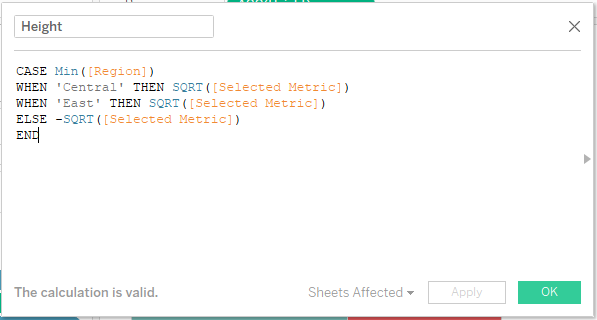 Height
CASE Min([Region])
WHEN 'Central' THEN SQRT([Selected Metric])
WHEN 'East' THEN SQRT([Selected Metric])
ELSE -SQRT([Selected Metric])
END
The calculation is valid.
Sheets Affected
Apply
OK